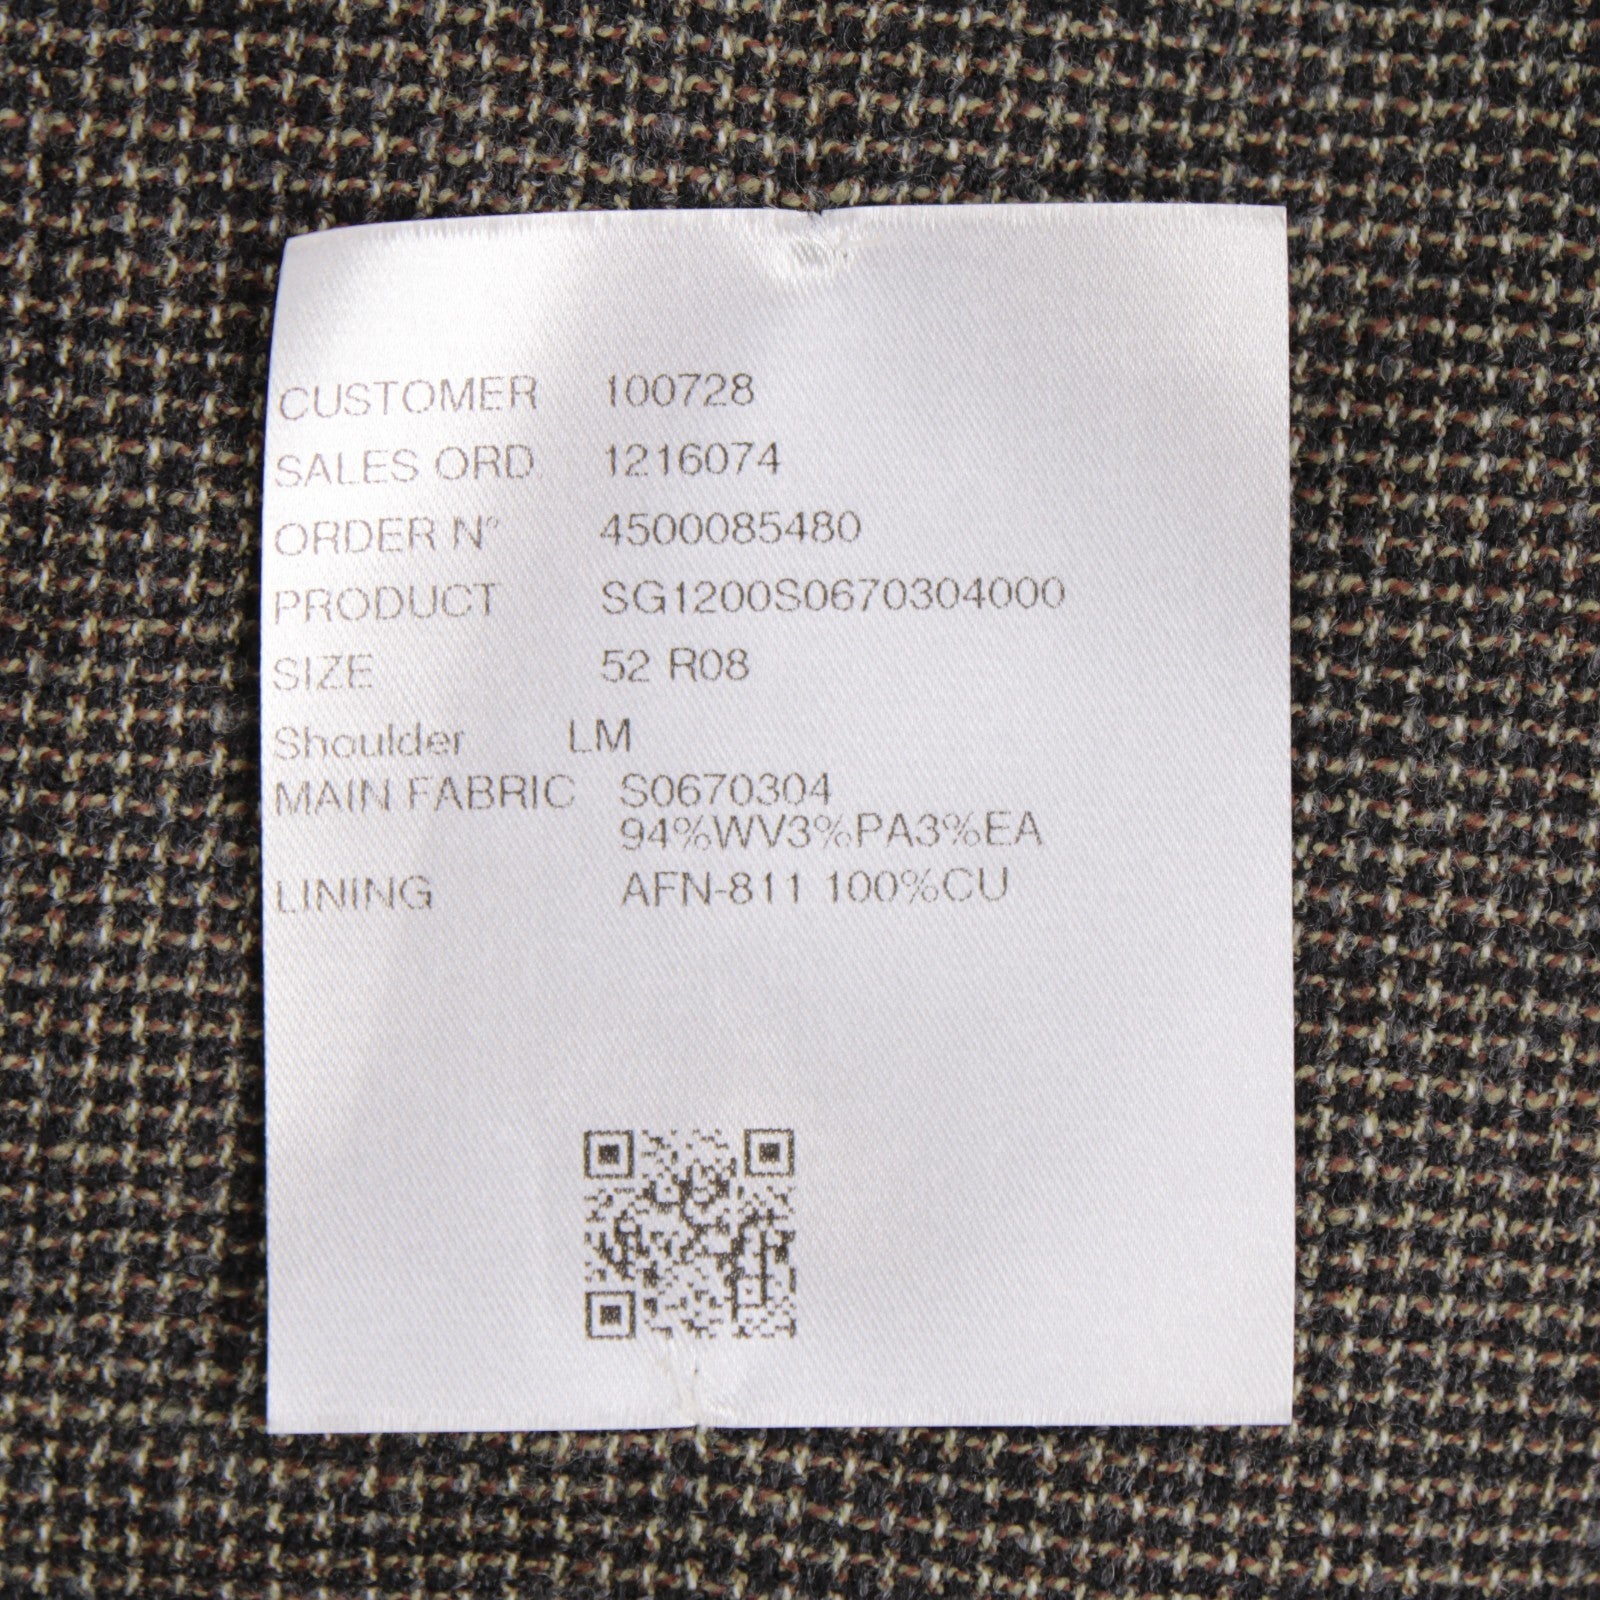 CUSTOMER 100728
SALES ORD 1216074
ORDER N° 4500085480
PRODUCT SG1200S0670304000
SIZE 52 R08
Shoulder LM
MAIN FABRIC S0670304
94%WV3%PA3%EA
LINING AFN-811 100%CU